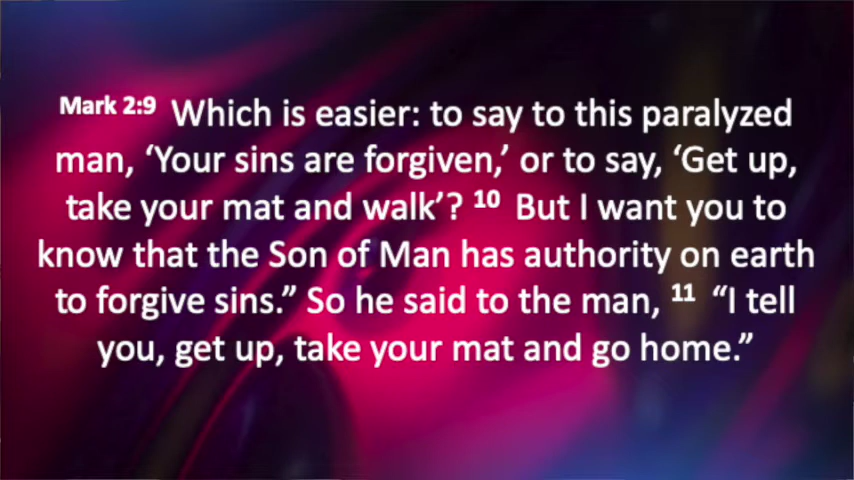 Mark 2:9 Which is easier: to say to this paralyzed
man, ‘Your sins are forgiven,’ or to say, ‘Get up,
take your mat and walk’? 10 But I want you to
know that the Son of Man has authority on earth
to forgive sins.” So he said to the man, 11 “I tell
you, get up, take your mat and go home.”